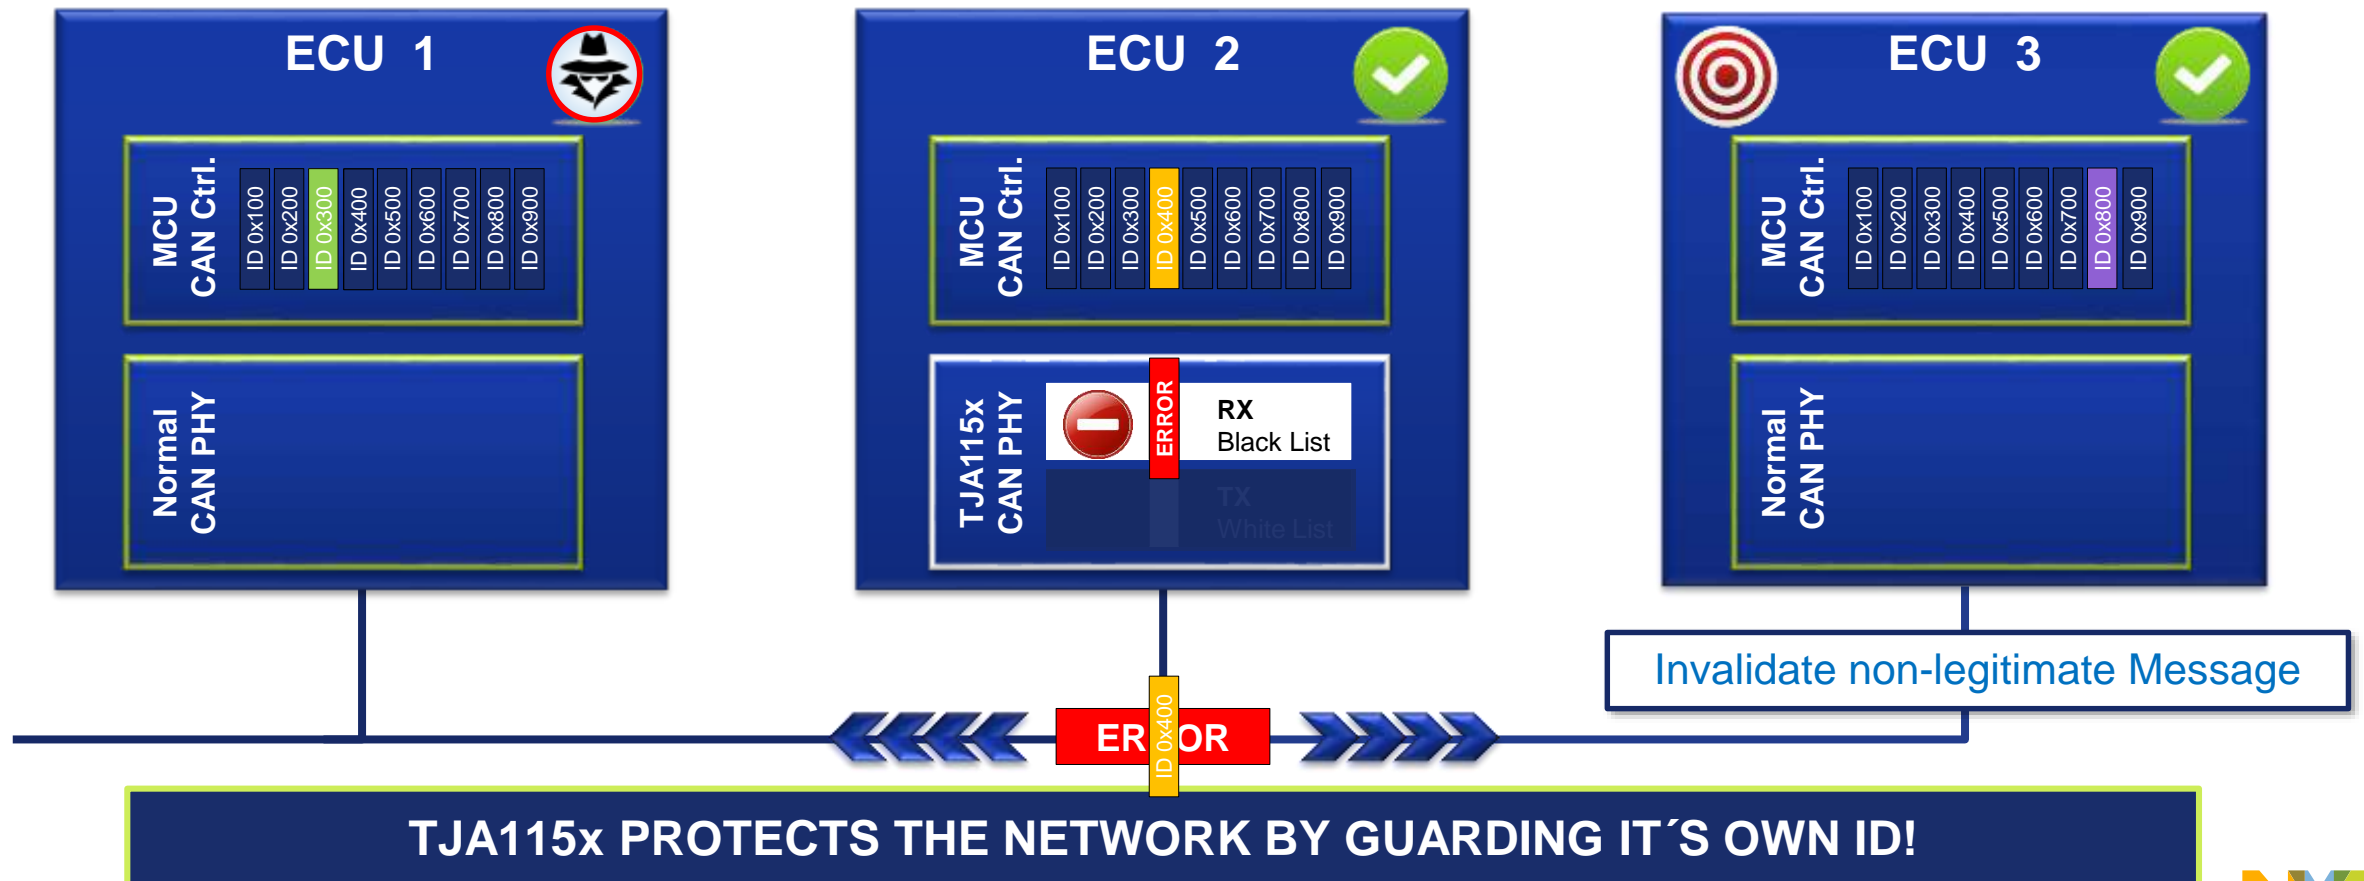 ECU 1
MCU
CAN Ctrl.
ID 0x100
ID 0x200
ID 0x300
ID 0x400
ID 0x500
ID 0x600
ID 0x700
ID 0x800
ID 0x900
Normal
CAN PHY
ECU 2
MCU
CAN Ctrl.
ID 0x100
ID 0x200
ID 0x300
ID 0x400
ID 0x500
ID 0x600
ID 0x700
ID 0x800
ID 0x900
TJA115x
CAN PHY
ERROR
RX
Black List
TX
White List
ECU 3
MCU
CAN Ctrl.
ID 0x100
ID 0x200
ID 0x300
ID 0x400
ID 0x500
ID 0x600
ID 0x700
ID 0x800
ID 0x900
Normal
CAN PHY
Invalidate non-legitimate Message
ERROR
ID 0x400
TJA115x PROTECTS THE NETWORK BY GUARDING IT´S OWN ID!